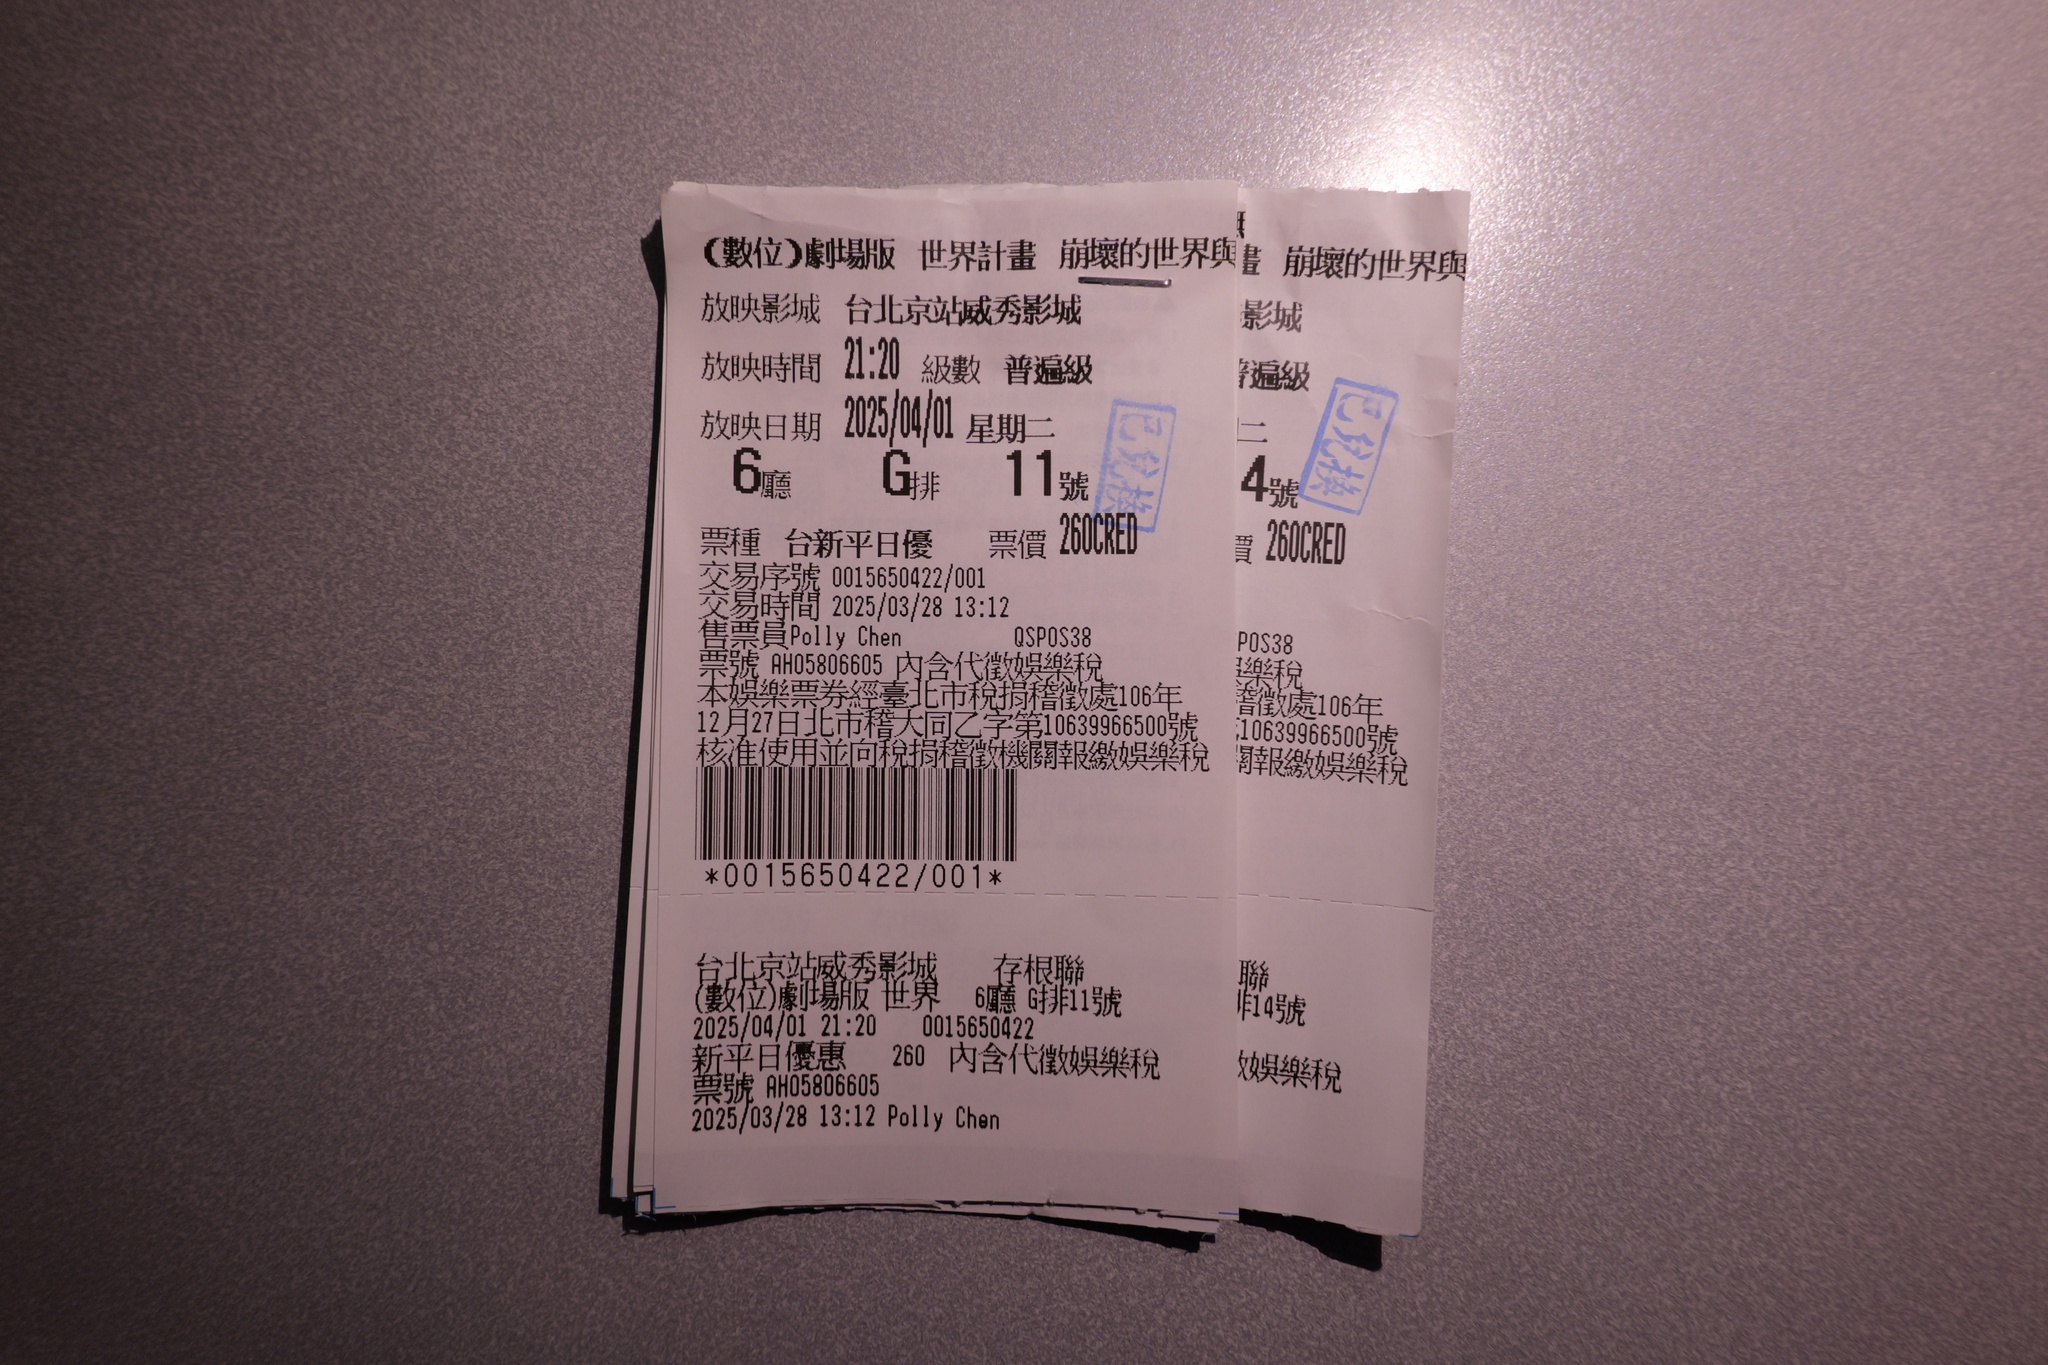 (數位)劇場版 世界計畫 崩壞的世界與
放映影城 台北京站威秀影城
放映時間 21:20 級數 普遍級
放映日期 2025/04/01 星期二
6廳 G排 11號
已兌換
票種 台新平日優 票價 260CRED
交易序號 0015650422/001
交易時間 2025/03/28 13:12
售票員Polly Chen QSPOS38
票號 AH05806605 內含代徵娛樂稅
本娛樂票券經臺北市稅捐稽徵處106年
12月27日北市稽大同乙字第10639966500號
核准使用並向稅捐稽徵機關報繳娛樂稅
*0015650422/001*
台北京站威秀影城 存根聯
(數位)劇場版 世界 6廳 G排11號
2025/04/01 21:20 0015650422
新平日優惠 260 內含代徵娛樂稅
票號 AH05806605
2025/03/28 13:12 Polly Chen
畫 崩壞的世界與
影城
普遍級
二
4號
已兌換
價 260CRED
POS38
娛樂稅
稽徵處106年
10639966500號
關報繳娛樂稅
聯
排14號
娛樂稅